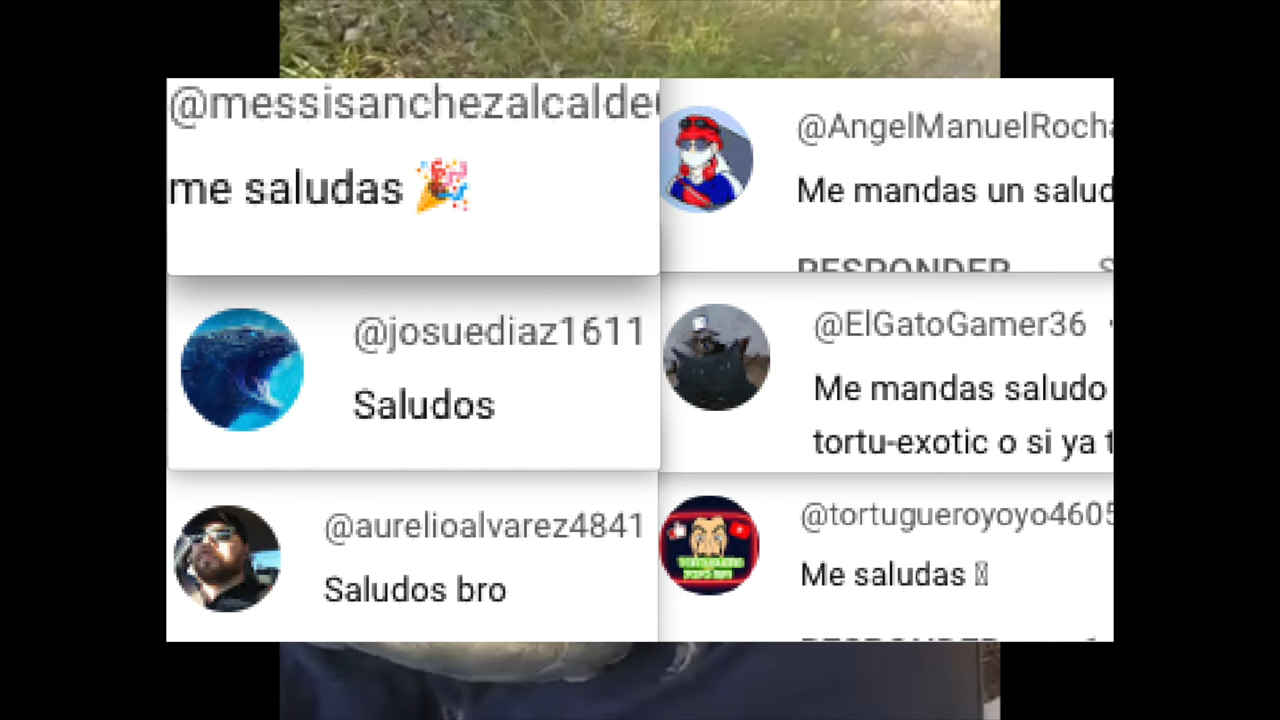 @messisanchezalcalde
me saludas 🎉
@josuediaz1611
Saludos
@aurelioalvarez4841
Saludos bro
@AngelManuelRocha
Me mandas un salud
RESPONDER
@ElGatoGamer36
Me mandas saludo
tortu-exotic o si ya t
@tortugueroyoyo4605
Me saludas